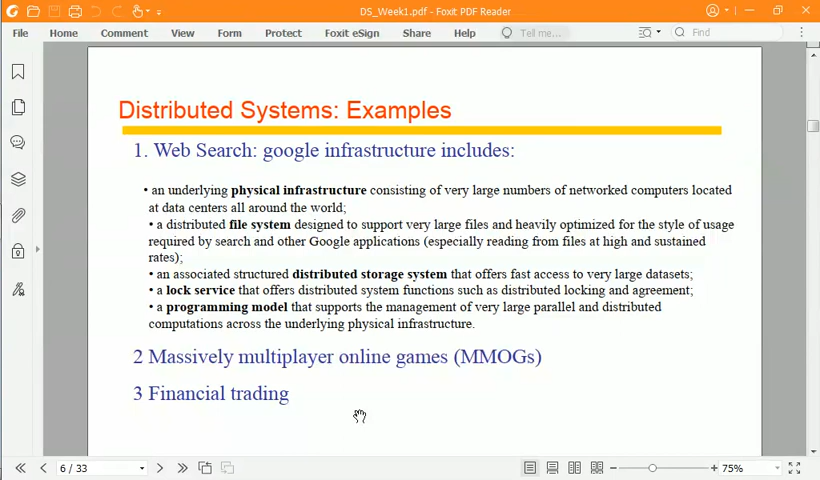 DS_Week1.pdf - Foxit PDF Reader
File Home Comment View Form Protect Foxit eSign Share Help Tell me... Find
Distributed Systems: Examples
1. Web Search: google infrastructure includes:
• an underlying physical infrastructure consisting of very large numbers of networked computers located
at data centers all around the world;
• a distributed file system designed to support very large files and heavily optimized for the style of usage
required by search and other Google applications (especially reading from files at high and sustained
rates);
• an associated structured distributed storage system that offers fast access to very large datasets;
• a lock service that offers distributed system functions such as distributed locking and agreement;
• a programming model that supports the management of very large parallel and distributed
computations across the underlying physical infrastructure.
2 Massively multiplayer online games (MMOGs)
3 Financial trading
6 / 33 75%